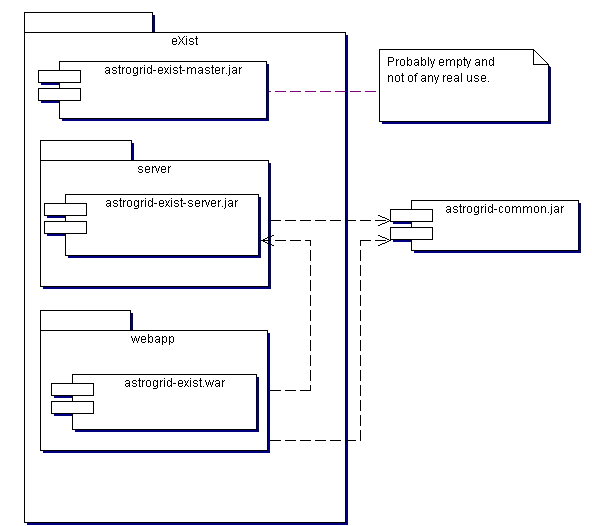 eXist
astrogrid-exist-master.jar
Probably empty and
not of any real use.
server
astrogrid-exist-server.jar
astrogrid-common.jar
webapp
astrogrid-exist.war